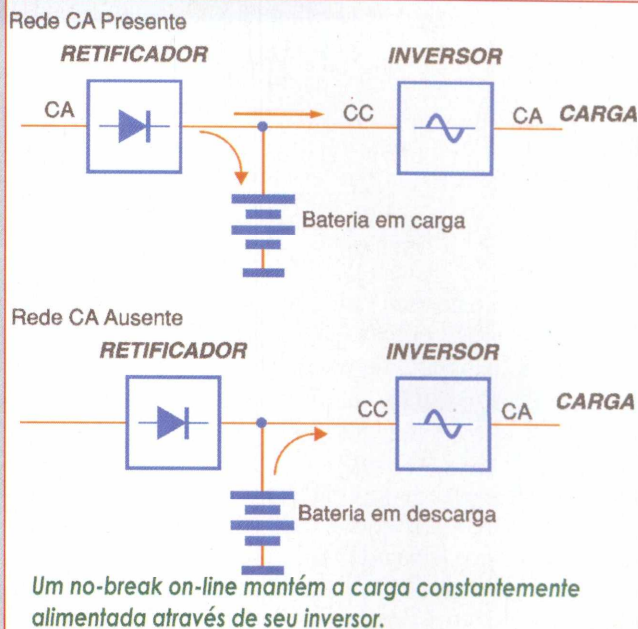 Rede CA Presente
RETIFICADOR
INVERSOR
CA
CC
CA
CARGA
Bateria em carga
Rede CA Ausente
RETIFICADOR
INVERSOR
CC
CA
CARGA
Bateria em descarga
Um no-break on-line mantém a carga constantemente
alimentada através de seu inversor.